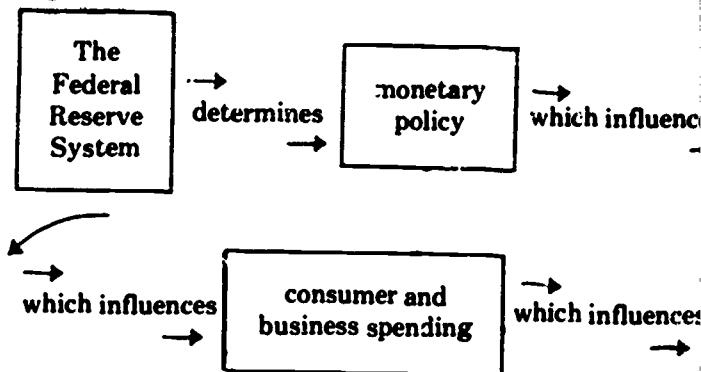 The
Federal
Reserve
System
determines
monetary
policy
which influenc
which influences
consumer and
business spending
which influences